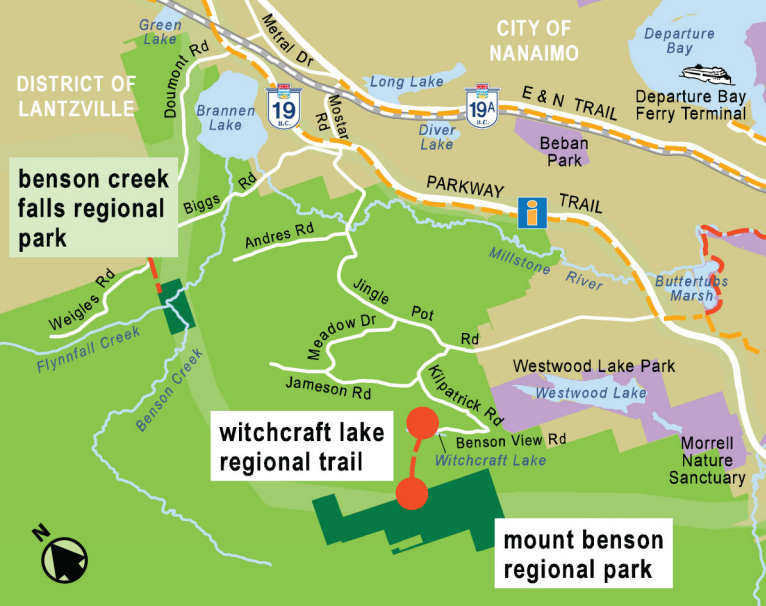 Green
Lake
Metral Dr
CITY OF
NANAIMO
Departure
Bay
DISTRICT OF
LANTZVILLE
Doumont Rd
Long Lake
Brannen
Lake
19
B.C.
Mostar
Rd
19A
B.C.
E & N TRAIL
Departure Bay
Ferry Terminal
Diver
Lake
Beban
Park
benson creek
falls regional
park
Biggs Rd
PARKWAY TRAIL
i
Andres Rd
Millstone River
Buttertubs
Marsh
Weigles Rd
Jingle Pot Rd
Meadow Dr
Flynnfall Creek
Benson Creek
Jameson Rd
Kilpatrick Rd
Westwood Lake Park
Westwood Lake
witchcraft lake
regional trail
Benson View Rd
Witchcraft Lake
Morrell
Nature
Sanctuary
N
mount benson
regional park